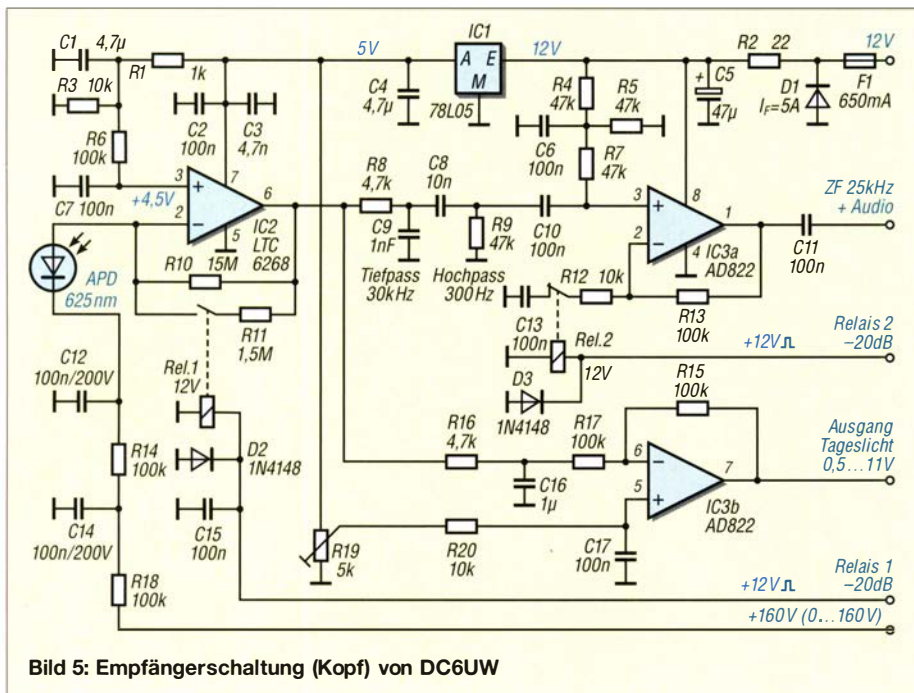 C1 4,7µ
R3 10k
R1 1k
5V
IC1
A E
M
78L05
12V
R2 22
12V
F1
650mA
C4
4,7µ
R4
47k
R5
47k
C5
+
47µ
D1
I_F=5A
C2
100n
C3
4,7n
R6
100k
C6
100n
R7
47k
C7 100n
+4,5V
3 +
2 −
7
6
5
IC2
LTC
6268
R8
4,7k
C8
10n
C9
1nF
R9
47k
C10
100n
Tiefpass
30kHz
Hochpass
300Hz
3 +
2 −
8
1
4
IC3a
AD822
C11
100n
ZF 25kHz
+ Audio
APD
625nm
R10
15M
R11
1,5M
R12 10k
R13
100k
C13
100n
Rel.2
12V
Relais 2
−20dB
+12V
C12
100n/200V
Rel.1
12V
D3
1N4148
R15
100k
R14
100k
D2
1N4148
R16
4,7k
R17
100k
6 −
5 +
7
IC3b
AD822
Ausgang
Tageslicht
0,5...11V
C16
1µ
C14
100n/200V
C15
100n
R19
5k
R20
10k
C17
100n
R18
100k
+12V
Relais 1
−20dB
+160V (0...160V)
Bild 5: Empfängerschaltung (Kopf) von DC6UW